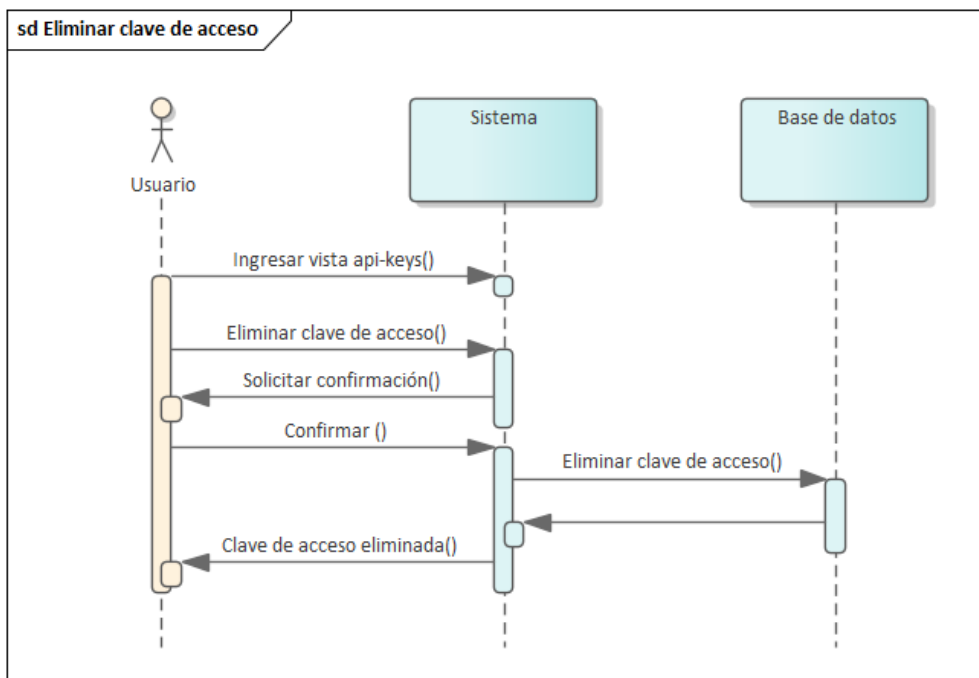 sd Eliminar clave de acceso
Usuario
Sistema
Base de datos
Ingresar vista api-keys()
Eliminar clave de acceso()
Solicitar confirmación()
Confirmar ()
Eliminar clave de acceso()
Clave de acceso eliminada()